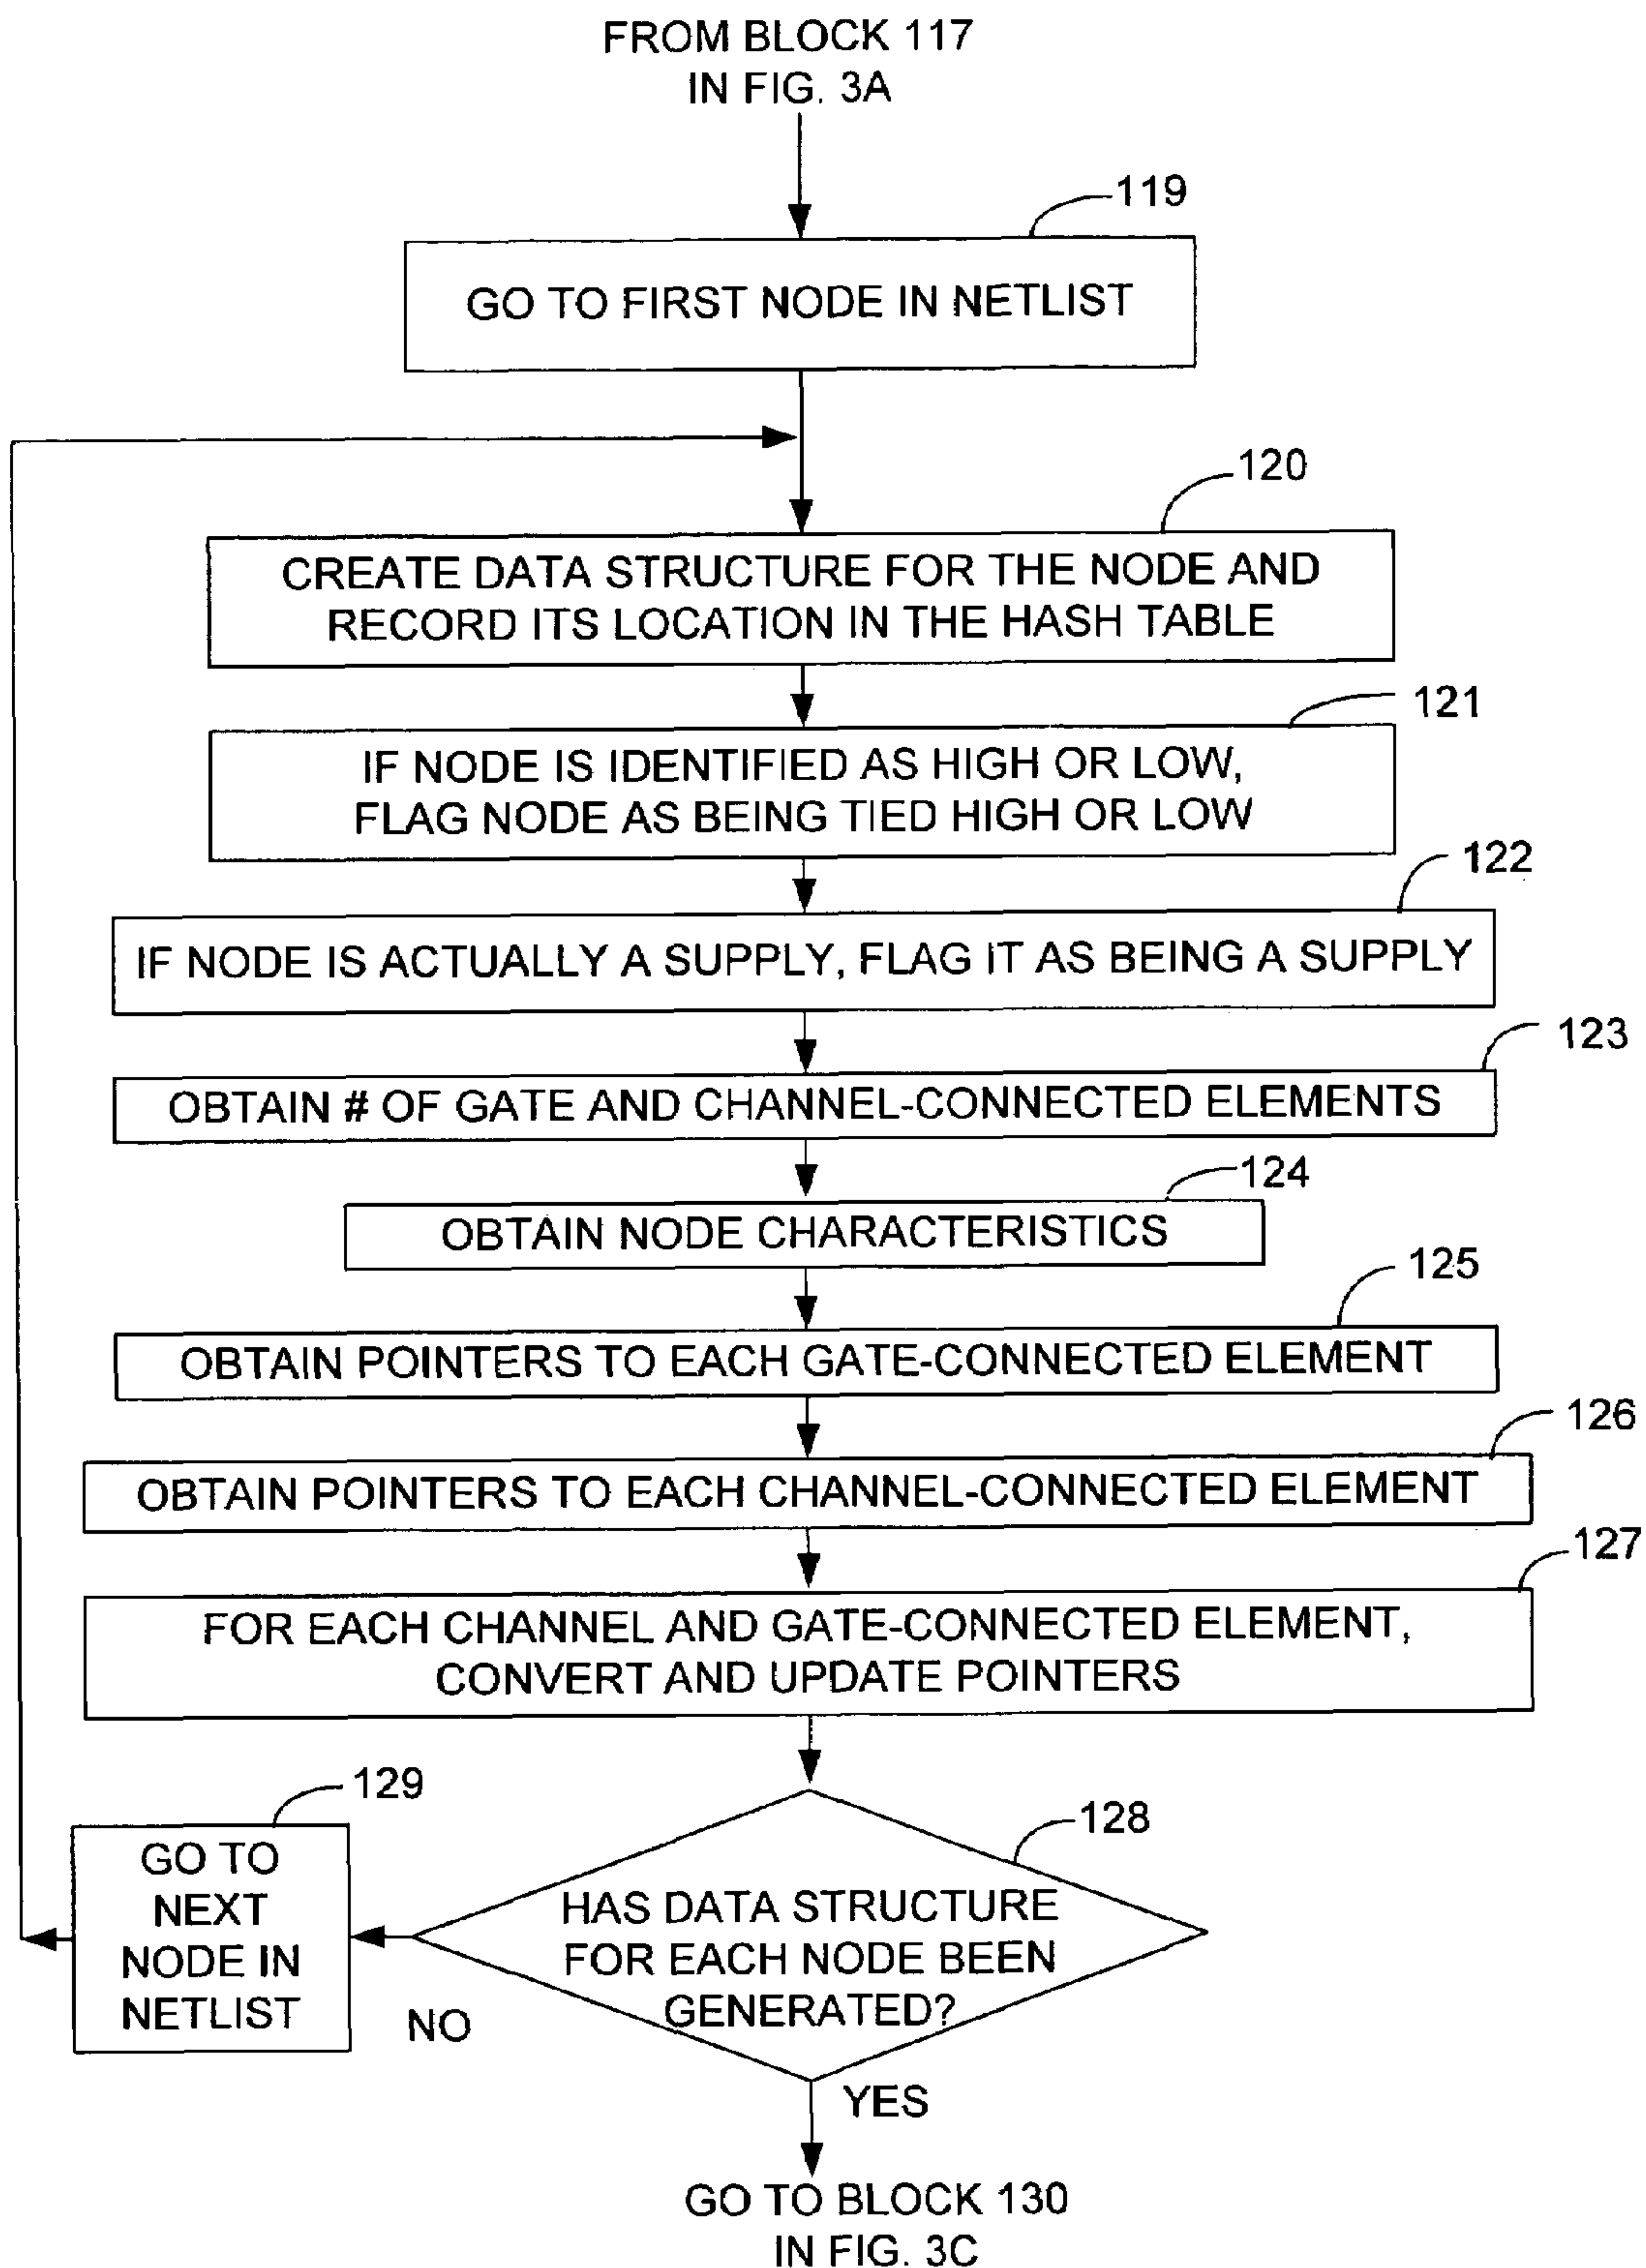 FROM BLOCK 117
IN FIG. 3A
119
GO TO FIRST NODE IN NETLIST
120
CREATE DATA STRUCTURE FOR THE NODE AND
RECORD ITS LOCATION IN THE HASH TABLE
121
IF NODE IS IDENTIFIED AS HIGH OR LOW,
FLAG NODE AS BEING TIED HIGH OR LOW
122
IF NODE IS ACTUALLY A SUPPLY, FLAG IT AS BEING A SUPPLY
123
OBTAIN # OF GATE AND CHANNEL-CONNECTED ELEMENTS
124
OBTAIN NODE CHARACTERISTICS
125
OBTAIN POINTERS TO EACH GATE-CONNECTED ELEMENT
126
OBTAIN POINTERS TO EACH CHANNEL-CONNECTED ELEMENT
127
FOR EACH CHANNEL AND GATE-CONNECTED ELEMENT,
CONVERT AND UPDATE POINTERS
128
HAS DATA STRUCTURE
FOR EACH NODE BEEN
GENERATED?
NO
129
GO TO
NEXT
NODE IN
NETLIST
YES
GO TO BLOCK 130
IN FIG. 3C